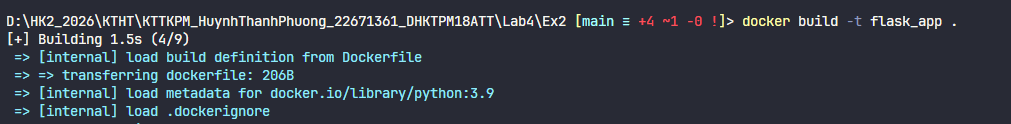 D:\HK2_2026\KTHT\KTTKPM_HuynhThanhPhuong_22671361_DHKTPM18ATT\Lab4\Ex2 [main ≡ +4 ~1 -0 !]> docker build -t flask_app .
[+] Building 1.5s (4/9)
=> [internal] load build definition from Dockerfile
=> => transferring dockerfile: 206B
=> [internal] load metadata for docker.io/library/python:3.9
=> [internal] load .dockerignore